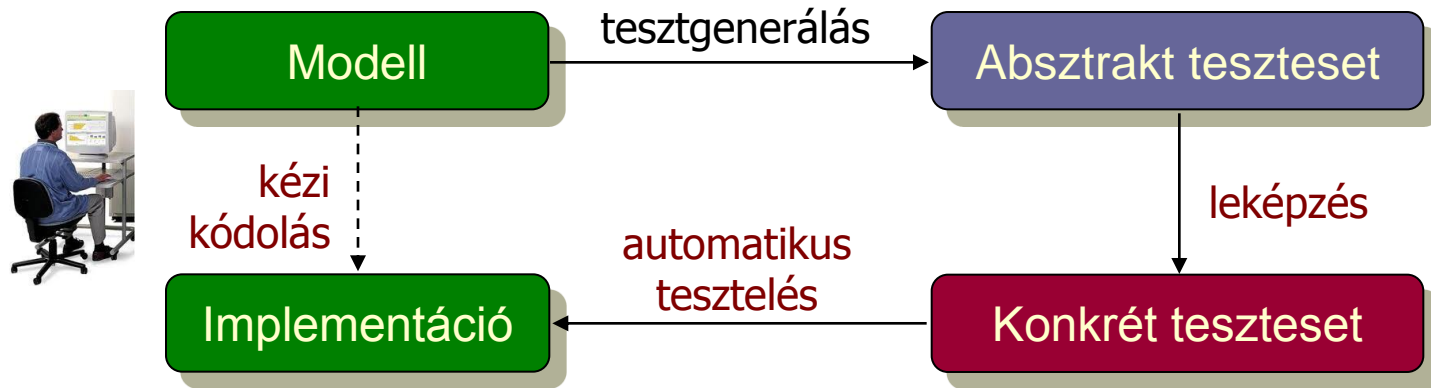 Modell
tesztgenerálás
Absztrakt teszteset
kézi
kódolás
leképzés
automatikus
tesztelés
Implementáció
Konkrét teszteset